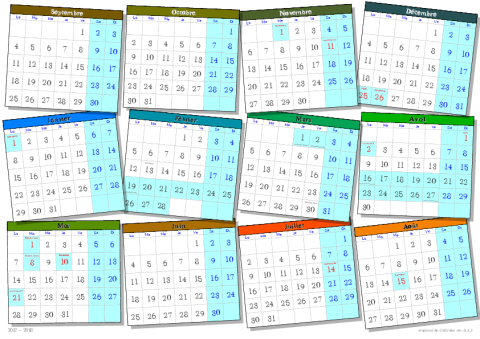 Septembre
Lu Ma Me Je Ve Sa Di
1 2 3
4 5 6 7 8 9 10
11 12 13 14 15 16 17
18 19 20 21 22 23 24
25 26 27 28 29 30
Octobre
Lu Ma Me Je Ve Sa Di
1
2 3 4 5 6 7 8
9 10 11 12 13 14 15
16 17 18 19 20 21 22
23 24 25 26 27 28 29
30 31
Novembre
Lu Ma Me Je Ve Sa Di
1 2 3 4 5
6 7 8 9 10 11 12
13 14 15 16 17 18 19
20 21 22 23 24 25 26
27 28 29 30
Décembre
Lu Ma Me Je Ve Sa Di
1 2 3
4 5 6 7 8 9 10
11 12 13 14 15 16 17
18 19 20 21 22 23 24
25 26 27 28 29 30 31
Janvier
Lu Ma Me Je Ve Sa Di
1 2 3 4 5 6 7
8 9 10 11 12 13 14
15 16 17 18 19 20 21
22 23 24 25 26 27 28
29 30 31
Février
Lu Ma Me Je Ve Sa Di
1 2 3 4
5 6 7 8 9 10 11
12 13 14 15 16 17 18
19 20 21 22 23 24 25
26 27 28
Mars
Lu Ma Me Je Ve Sa Di
1 2 3 4
5 6 7 8 9 10 11
12 13 14 15 16 17 18
19 20 21 22 23 24 25
26 27 28 29 30 31
Avril
Lu Ma Me Je Ve Sa Di
1
2 3 4 5 6 7 8
9 10 11 12 13 14 15
16 17 18 19 20 21 22
23 24 25 26 27 28 29
30
Mai
Lu Ma Me Je Ve Sa Di
1 2 3 4 5 6
7 8 9 10 11 12 13
14 15 16 17 18 19 20
21 22 23 24 25 26 27
28 29 30 31
Juin
Lu Ma Me Je Ve Sa Di
1 2 3
4 5 6 7 8 9 10
11 12 13 14 15 16 17
18 19 20 21 22 23 24
25 26 27 28 29 30
Juillet
Lu Ma Me Je Ve Sa Di
1
2 3 4 5 6 7 8
9 10 11 12 13 14 15
16 17 18 19 20 21 22
23 24 25 26 27 28 29
30 31
Août
Lu Ma Me Je Ve Sa Di
1 2 3 4 5
6 7 8 9 10 11 12
13 14 15 16 17 18 19
20 21 22 23 24 25 26
27 28 29 30 31
2017 - 2018